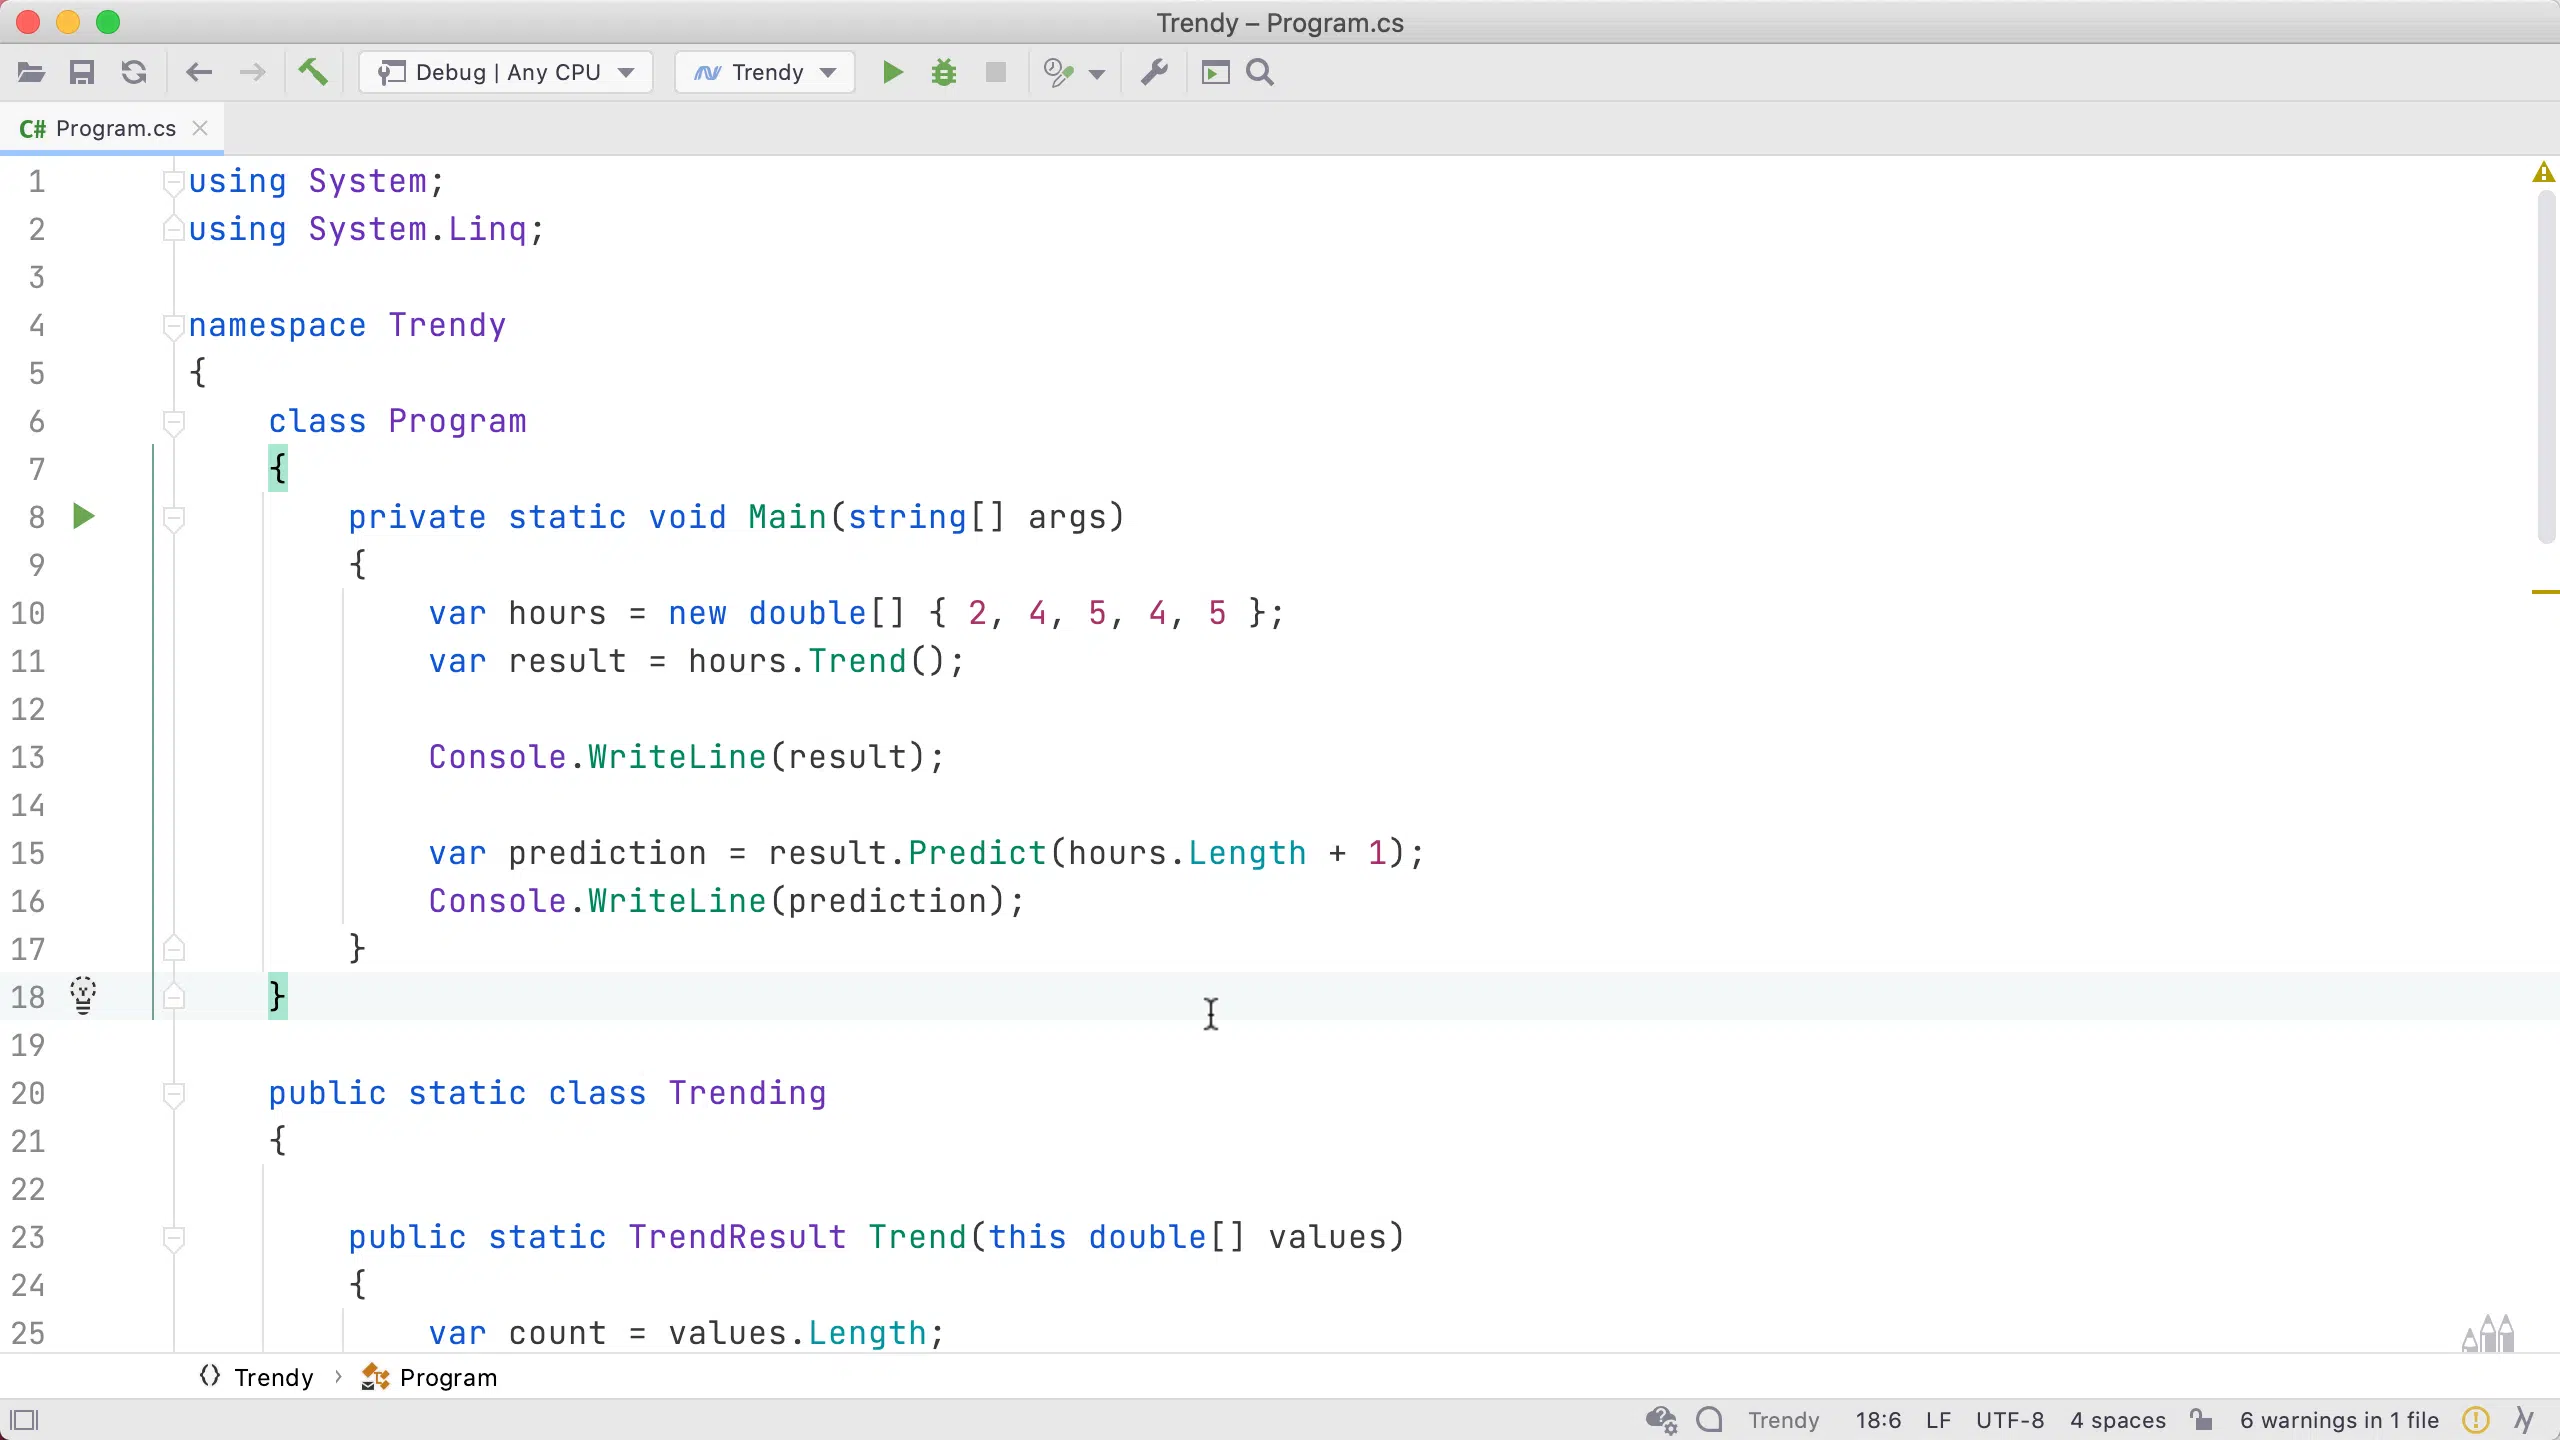 Trendy – Program.cs
Debug | Any CPU
Trendy
C# Program.cs
1 using System;
2 using System.Linq;
3
4 namespace Trendy
5 {
6     class Program
7     {
8         private static void Main(string[] args)
9         {
10             var hours = new double[] { 2, 4, 5, 4, 5 };
11             var result = hours.Trend();
12
13             Console.WriteLine(result);
14
15             var prediction = result.Predict(hours.Length + 1);
16             Console.WriteLine(prediction);
17         }
18     }
19
20     public static class Trending
21     {
22
23         public static TrendResult Trend(this double[] values)
24         {
25             var count = values.Length;
Trendy › Program
Trendy 18:6 LF UTF-8 4 spaces 6 warnings in 1 file